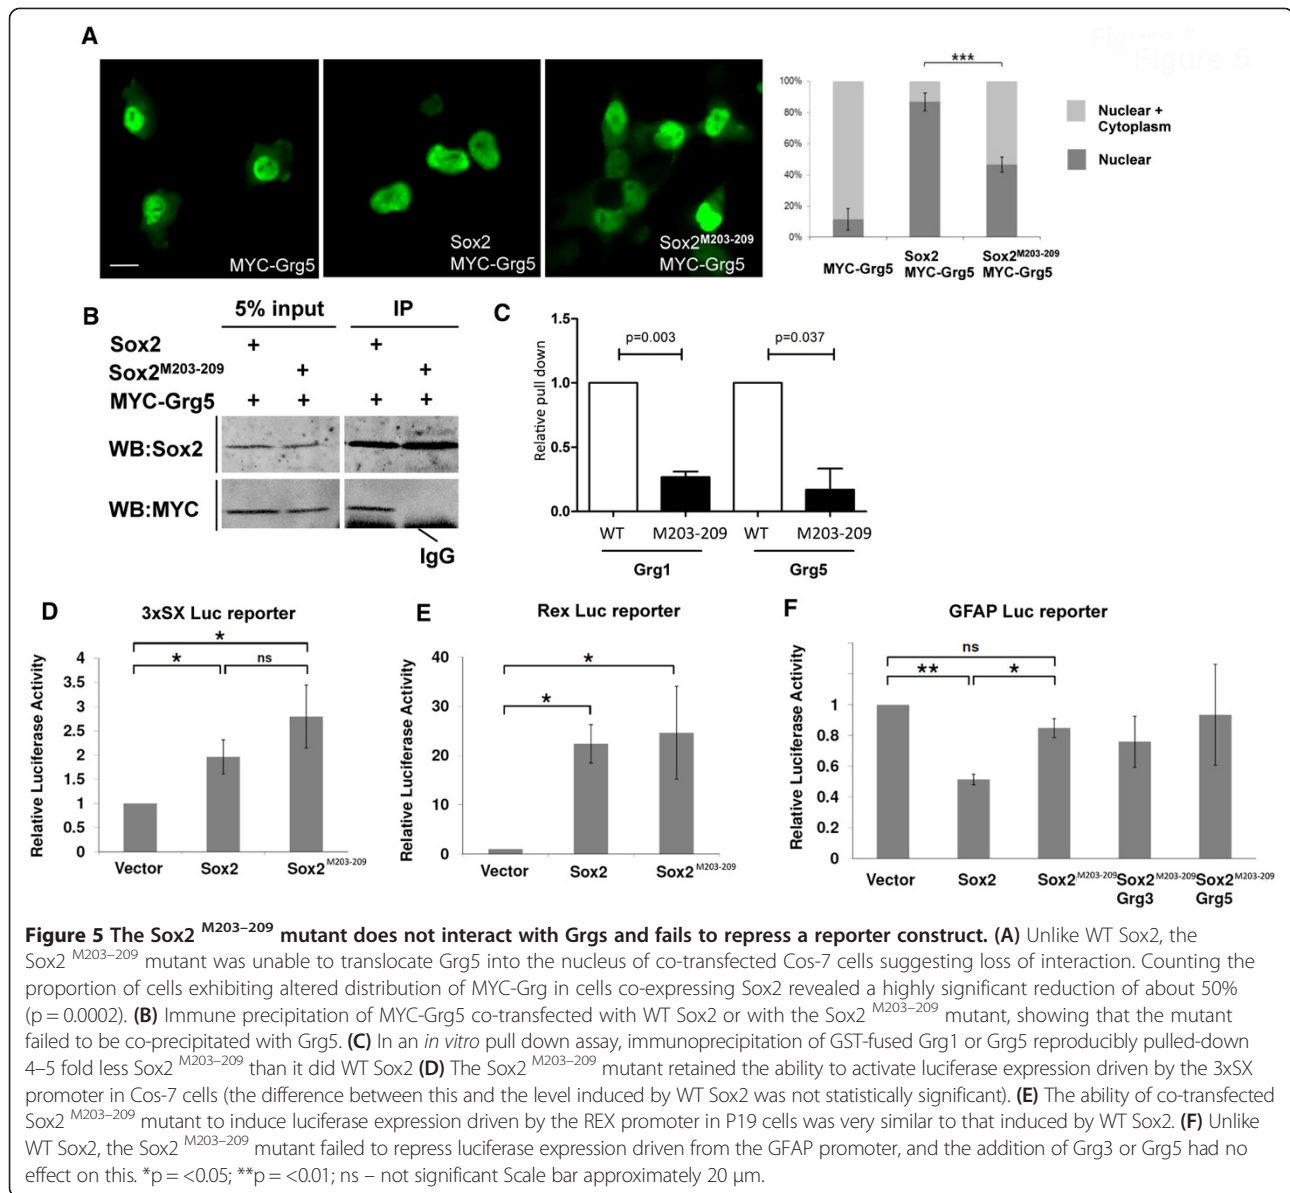 Figure 5
A
MYC-Grg5
Sox2
MYC-Grg5
Sox2M203-209
MYC-Grg5
***
100%
80%
60%
40%
20%
0%
MYC-Grg5
Sox2
MYC-Grg5
Sox2M203-209
MYC-Grg5
Nuclear +
Cytoplasm
Nuclear
B
5% input
IP
Sox2
+
+
Sox2M203-209
+
+
MYC-Grg5
+ + + +
WB:Sox2
WB:MYC
IgG
C
Relative pull down
1.5
1.0
0.5
0.0
p=0.003
p=0.037
WT M203-209 WT M203-209
Grg1
Grg5
D
3xSX Luc reporter
Relative Luciferase Activity
4
3.5
3
2.5
2
1.5
1
0.5
0
*
*
ns
Vector
Sox2
Sox2M203-209
E
Rex Luc reporter
Relative Luciferase Activity
40
30
20
10
0
*
*
Vector
Sox2
Sox2M203-209
F
GFAP Luc reporter
Relative Luciferase Activity
1
0.8
0.6
0.4
0.2
0
ns
**
*
Vector
Sox2
Sox2M203-209
Sox2M203-209
Grg3
Sox2M203-209
Grg5
Figure 5 The Sox2 M203–209 mutant does not interact with Grgs and fails to repress a reporter construct. (A) Unlike WT Sox2, the
Sox2 M203–209 mutant was unable to translocate Grg5 into the nucleus of co-transfected Cos-7 cells suggesting loss of interaction. Counting the
proportion of cells exhibiting altered distribution of MYC-Grg in cells co-expressing Sox2 revealed a highly significant reduction of about 50%
(p = 0.0002). (B) Immune precipitation of MYC-Grg5 co-transfected with WT Sox2 or with the Sox2 M203–209 mutant, showing that the mutant
failed to be co-precipitated with Grg5. (C) In an in vitro pull down assay, immunoprecipitation of GST-fused Grg1 or Grg5 reproducibly pulled-down
4–5 fold less Sox2 M203–209 than it did WT Sox2 (D) The Sox2 M203–209 mutant retained the ability to activate luciferase expression driven by the 3xSX
promoter in Cos-7 cells (the difference between this and the level induced by WT Sox2 was not statistically significant). (E) The ability of co-transfected
Sox2 M203–209 mutant to induce luciferase expression driven by the REX promoter in P19 cells was very similar to that induced by WT Sox2. (F) Unlike
WT Sox2, the Sox2 M203–209 mutant failed to repress luciferase expression driven from the GFAP promoter, and the addition of Grg3 or Grg5 had no
effect on this. *p = <0.05; **p = <0.01; ns – not significant Scale bar approximately 20 μm.